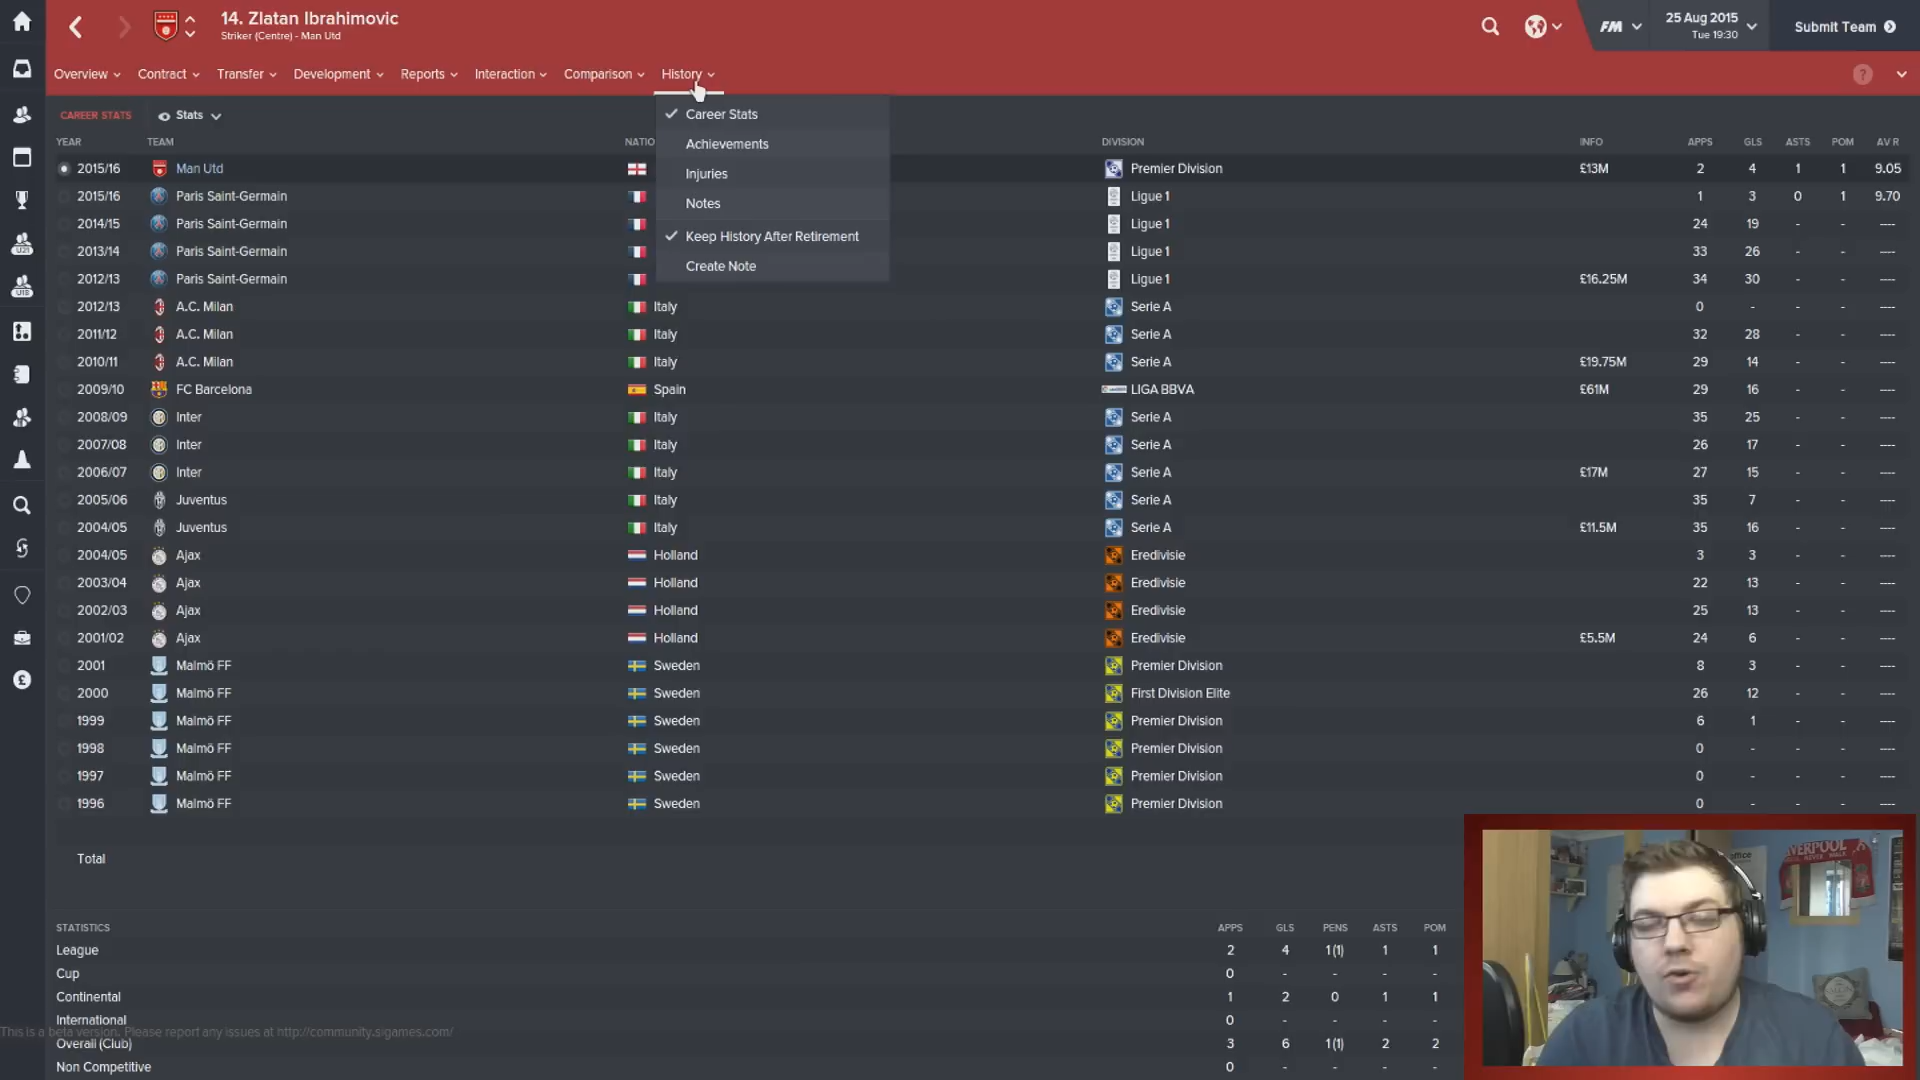 14. Zlatan Ibrahimovic
Striker (Centre) - Man Utd
FM
25 Aug 2015
Tue 19:30
Submit Team
Overview Contract Transfer Development Reports Interaction Comparison History
?
CAREER STATS Stats
Career Stats
Achievements
Injuries
Notes
Keep History After Retirement
Create Note
YEAR TEAM NATIO DIVISION INFO APPS GLS ASTS POM AV R
2015/16 Man Utd Premier Division £13M 2 4 1 1 9.05
2015/16 Paris Saint-Germain Ligue 1 1 3 0 1 9.70
2014/15 Paris Saint-Germain Ligue 1 24 19 - - ----
2013/14 Paris Saint-Germain Ligue 1 33 26 - - ----
2012/13 Paris Saint-Germain Ligue 1 £16.25M 34 30 - - ----
2012/13 A.C. Milan Italy Serie A 0 - - - ----
2011/12 A.C. Milan Italy Serie A 32 28 - - ----
2010/11 A.C. Milan Italy Serie A £19.75M 29 14 - - ----
2009/10 FC Barcelona Spain LIGA BBVA £61M 29 16 - - ----
2008/09 Inter Italy Serie A 35 25 - - ----
2007/08 Inter Italy Serie A 26 17 - - ----
2006/07 Inter Italy Serie A £17M 27 15 - - ----
2005/06 Juventus Italy Serie A 35 7 - - ----
2004/05 Juventus Italy Serie A £11.5M 35 16 - - ----
2004/05 Ajax Holland Eredivisie 3 3 - - ----
2003/04 Ajax Holland Eredivisie 22 13 - - ----
2002/03 Ajax Holland Eredivisie 25 13 - - ----
2001/02 Ajax Holland Eredivisie £5.5M 24 6 - - ----
2001 Malmö FF Sweden Premier Division 8 3 - - ----
2000 Malmö FF Sweden First Division Elite 26 12 - - ----
1999 Malmö FF Sweden Premier Division 6 1 - - ----
1998 Malmö FF Sweden Premier Division 0 - - - ----
1997 Malmö FF Sweden Premier Division 0 - - - ----
1996 Malmö FF Sweden Premier Division 0 - - - ----
Total
STATISTICS APPS GLS PENS ASTS POM
League 2 4 1(1) 1 1
Cup 0 - - - -
Continental 1 2 0 1 1
International 0 - - - -
This is a beta version. Please report any issues at http://community.sigames.com/
Overall (Club) 3 6 1(1) 2 2
Non Competitive 0
U21
U18
LIVERPOOL
office